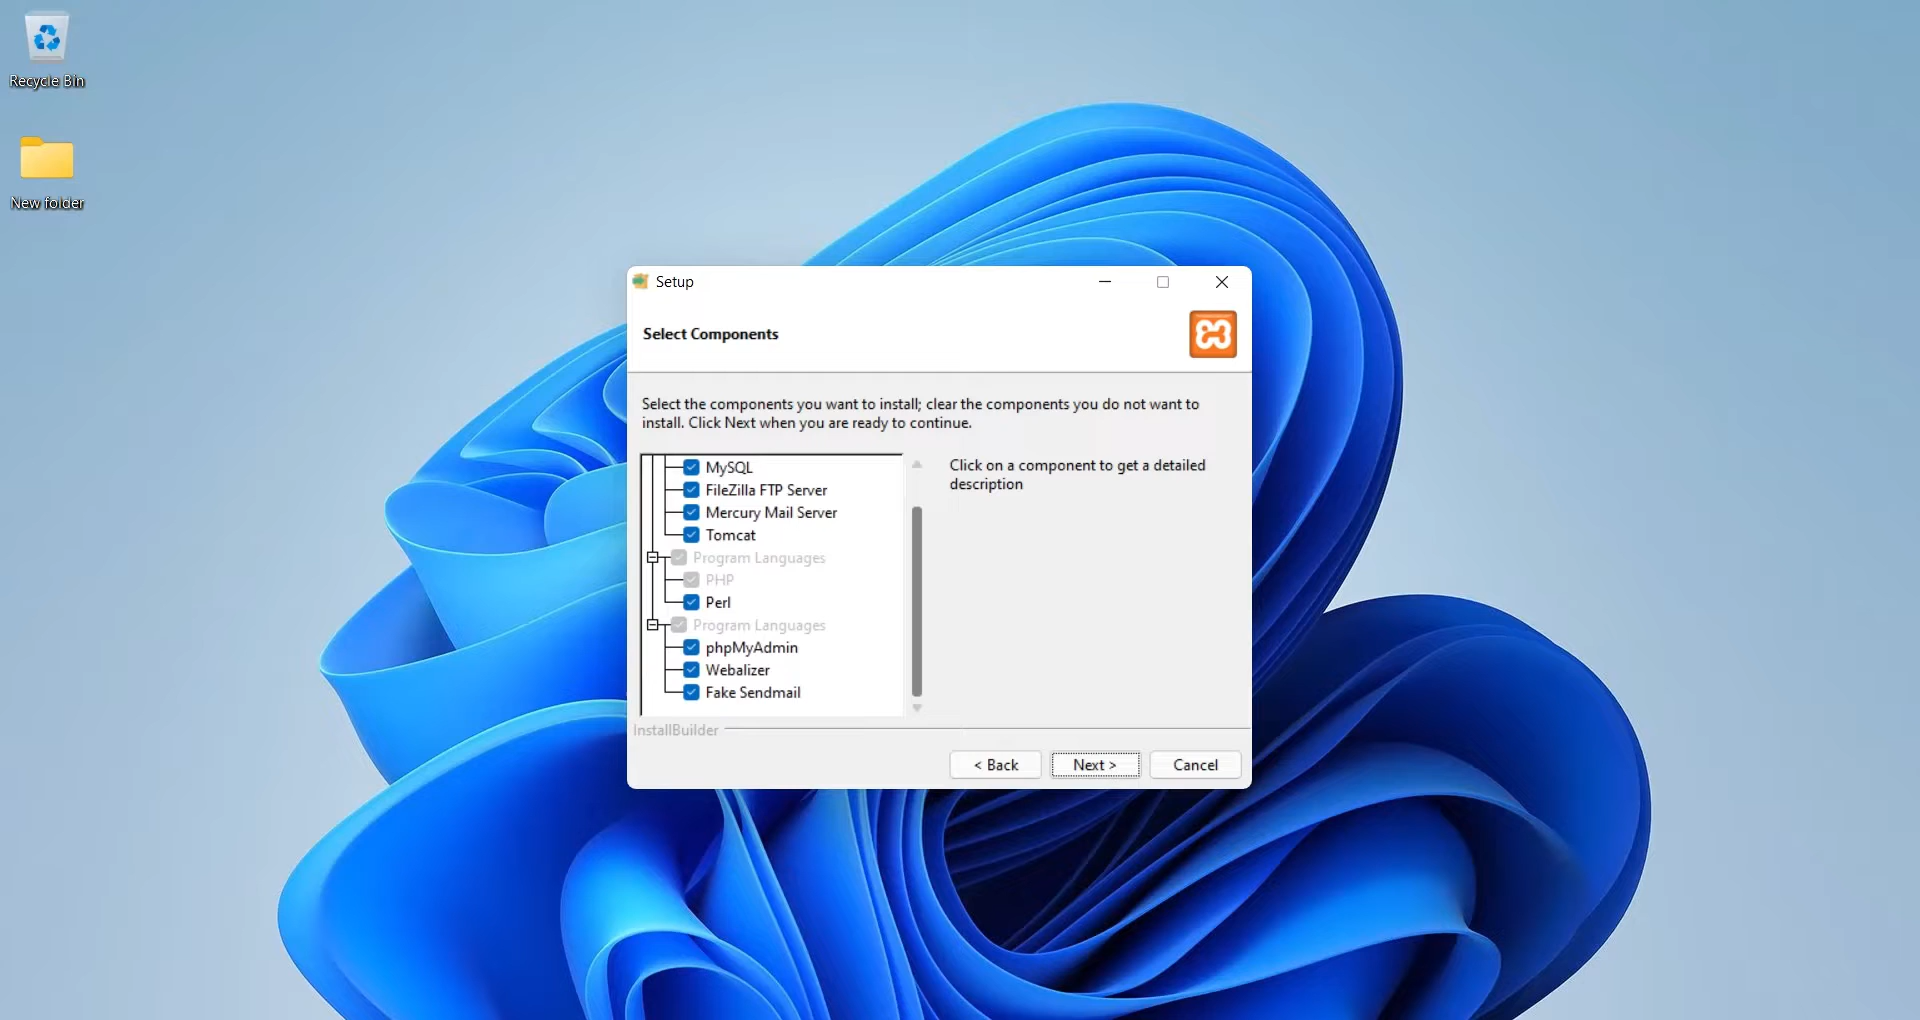 Recycle Bin
New folder
Setup
Select Components
Select the components you want to install; clear the components you do not want to
install. Click Next when you are ready to continue.
MySQL
FileZilla FTP Server
Mercury Mail Server
Tomcat
Program Languages
PHP
Perl
Program Languages
phpMyAdmin
Webalizer
Fake Sendmail
Click on a component to get a detailed
description
InstallBuilder
< Back
Next >
Cancel